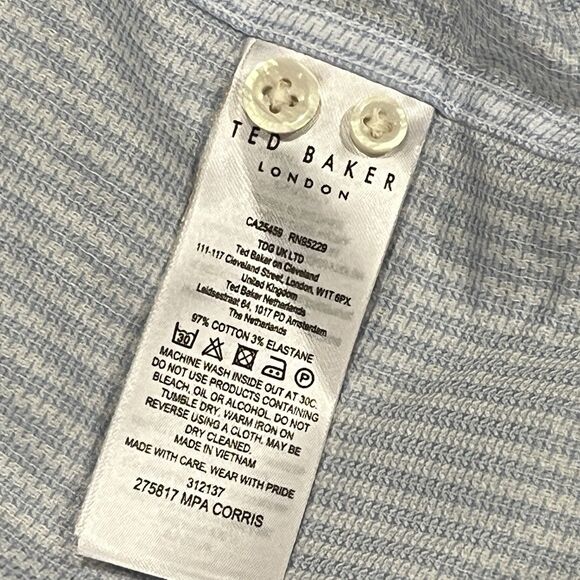 TED BAKER
LONDON
CA25459 RN95229
TDG UK LTD
Ted Baker on Cleveland
111-117 Cleveland Street, London, W1T 6PX
United Kingdom
Ted Baker Netherlands
Leidsestraat 64, 1017 PD Amsterdam
The Netherlands
97% COTTON 3% ELASTANE
30 P
MACHINE WASH INSIDE OUT AT 30C.
DO NOT USE PRODUCTS CONTAINING
BLEACH, OIL OR ALCOHOL. DO NOT
TUMBLE DRY. WARM IRON ON
REVERSE USING A CLOTH. MAY BE
DRY CLEANED.
MADE IN VIETNAM
MADE WITH CARE, WEAR WITH PRIDE
312137
275817 MPA CORRIS